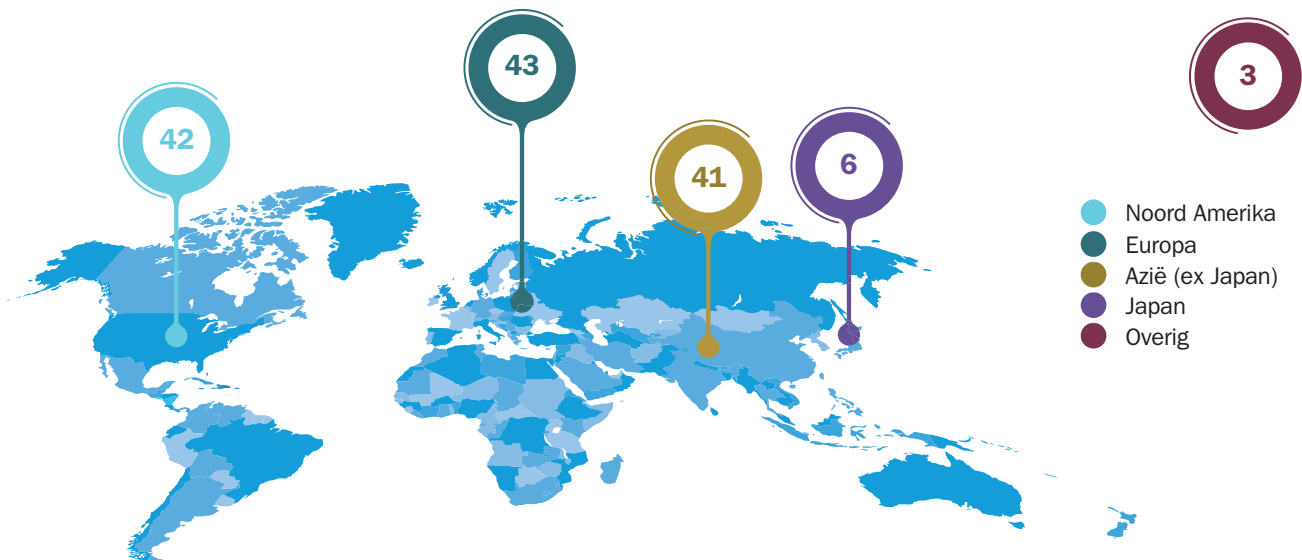 43
3
42
41
6
Noord Amerika
Europa
Azië (ex Japan)
Japan
Overig